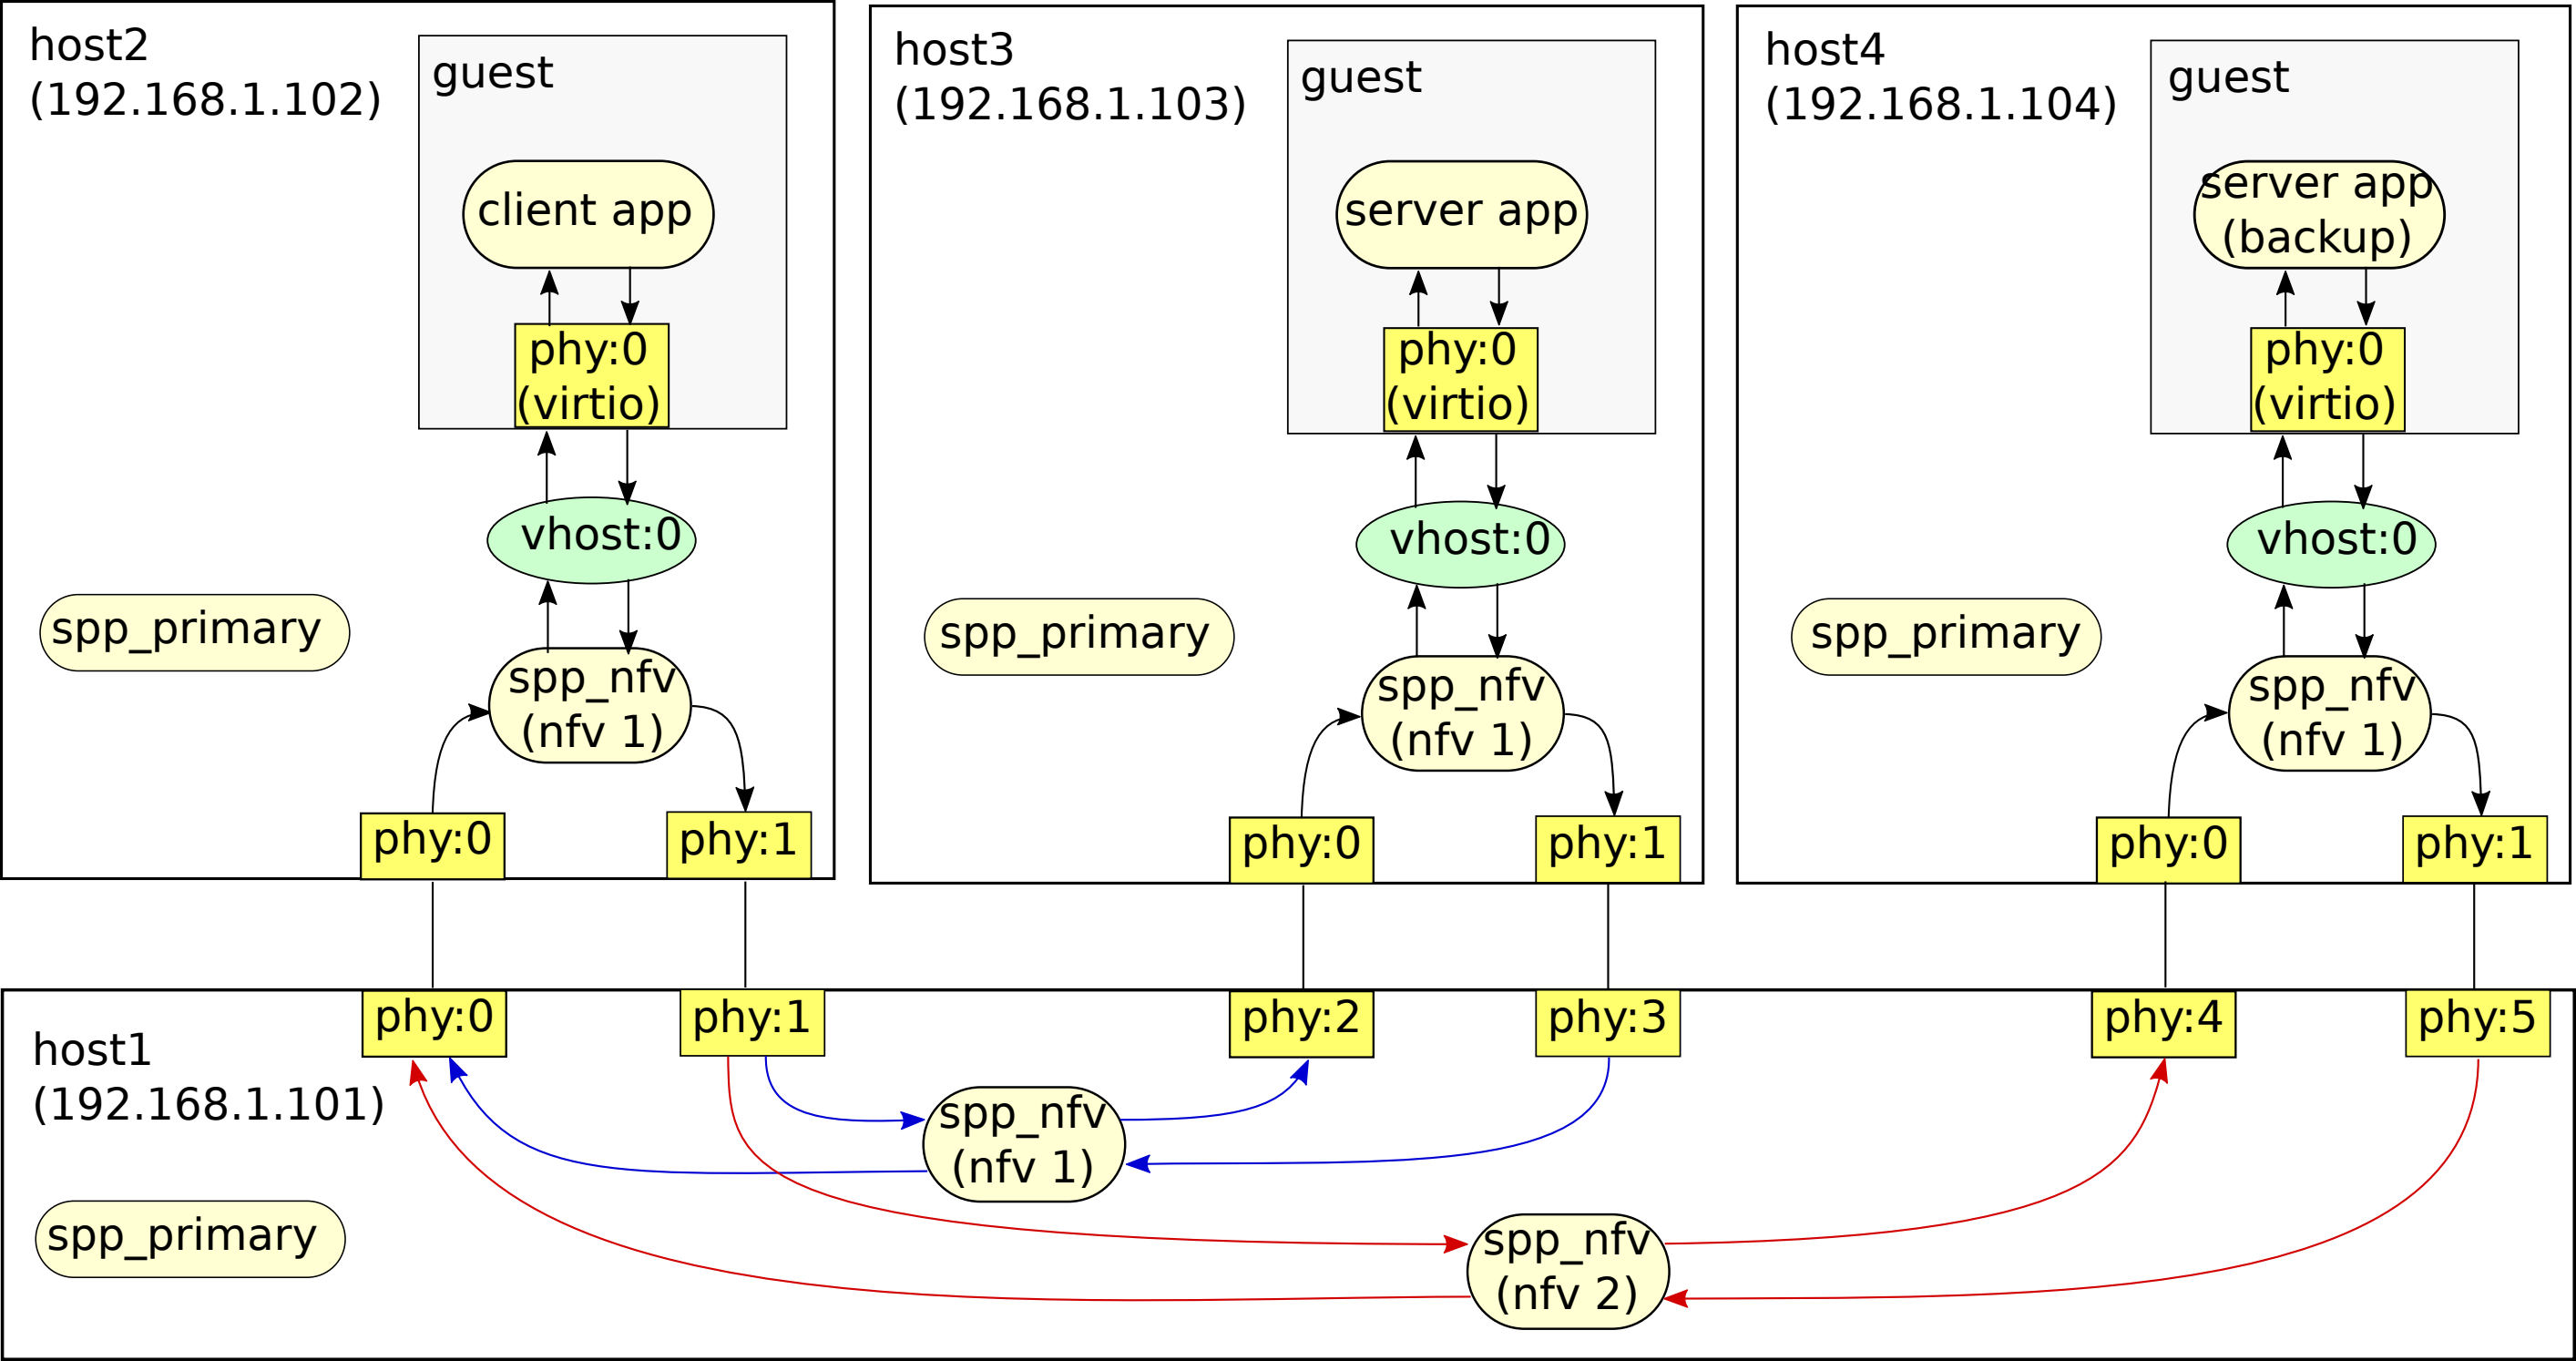 host2
(192.168.1.102)
guest
client app
phy:0
(virtio)
vhost:0
spp_primary
spp_nfv
(nfv 1)
phy:0
phy:1
host3
(192.168.1.103)
guest
server app
phy:0
(virtio)
vhost:0
spp_primary
spp_nfv
(nfv 1)
phy:0
phy:1
host4
(192.168.1.104)
guest
server app
(backup)
phy:0
(virtio)
vhost:0
spp_primary
spp_nfv
(nfv 1)
phy:0
phy:1
host1
(192.168.1.101)
phy:0
phy:1
phy:2
phy:3
phy:4
phy:5
spp_nfv
(nfv 1)
spp_primary
spp_nfv
(nfv 2)